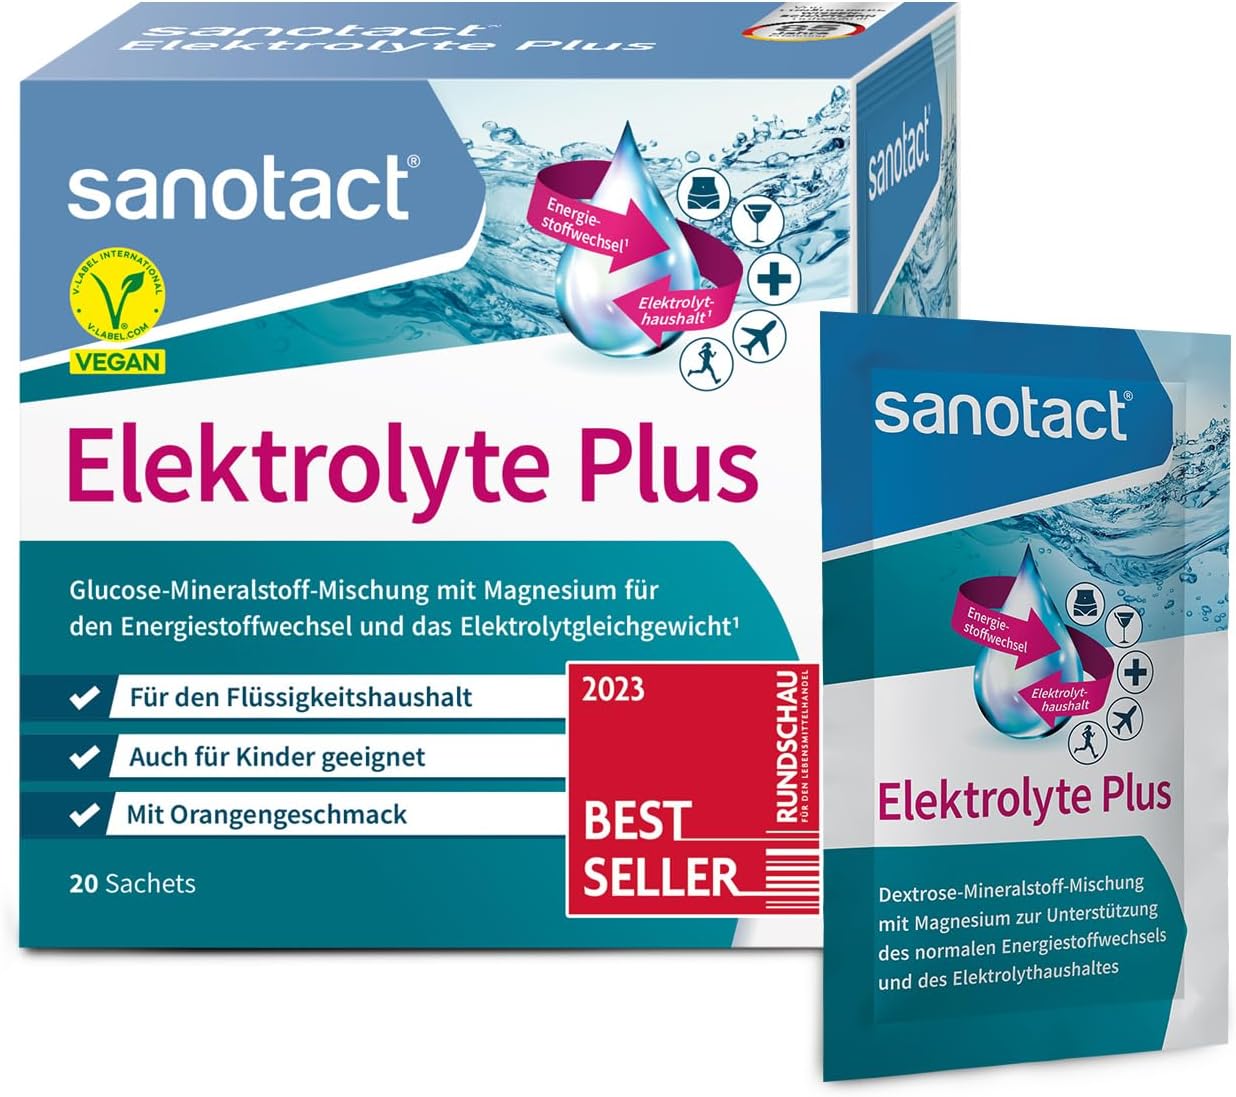 sanotact
Elektrolyte Plus
Jahre
sanotact®
sanotact®
V-LABEL INTERNATIONAL
V-LABEL.COM
VEGAN
Energie-
stoffwechsel¹
Elektrolyt-
haushalt¹
Elektrolyte Plus
Glucose-Mineralstoff-Mischung mit Magnesium für
den Energiestoffwechsel und das Elektrolytgleichgewicht¹
Für den Flüssigkeitshaushalt
Auch für Kinder geeignet
Mit Orangengeschmack
20 Sachets
2023
BEST
SELLER
RUNDSCHAU
FÜR DEN LEBENSMITTELHANDEL
sanotact®
Energie-
stoffwechsel
Elektrolyt-
haushalt
Elektrolyte Plus
Dextrose-Mineralstoff-Mischung
mit Magnesium zur Unterstützung
des normalen Energiestoffwechsels
und des Elektrolythaushaltes